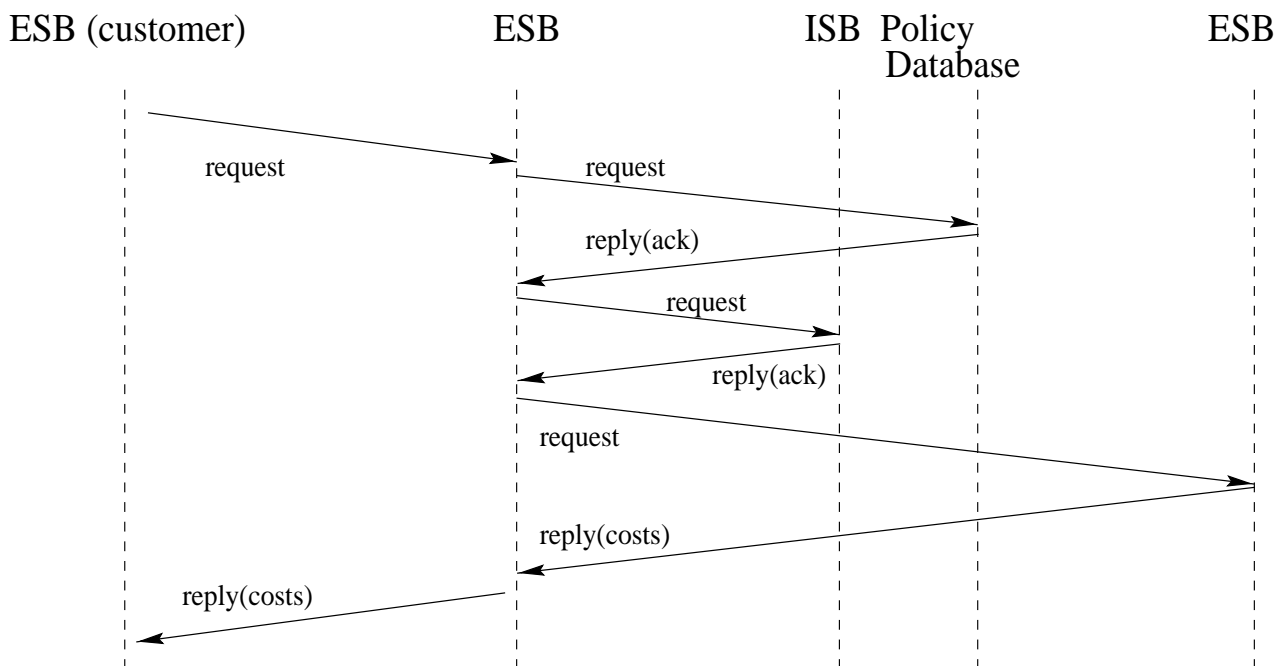 ESB (customer)
ESB
ISB
Policy
Database
ESB
request
request
reply(ack)
request
reply(ack)
request
reply(costs)
reply(costs)